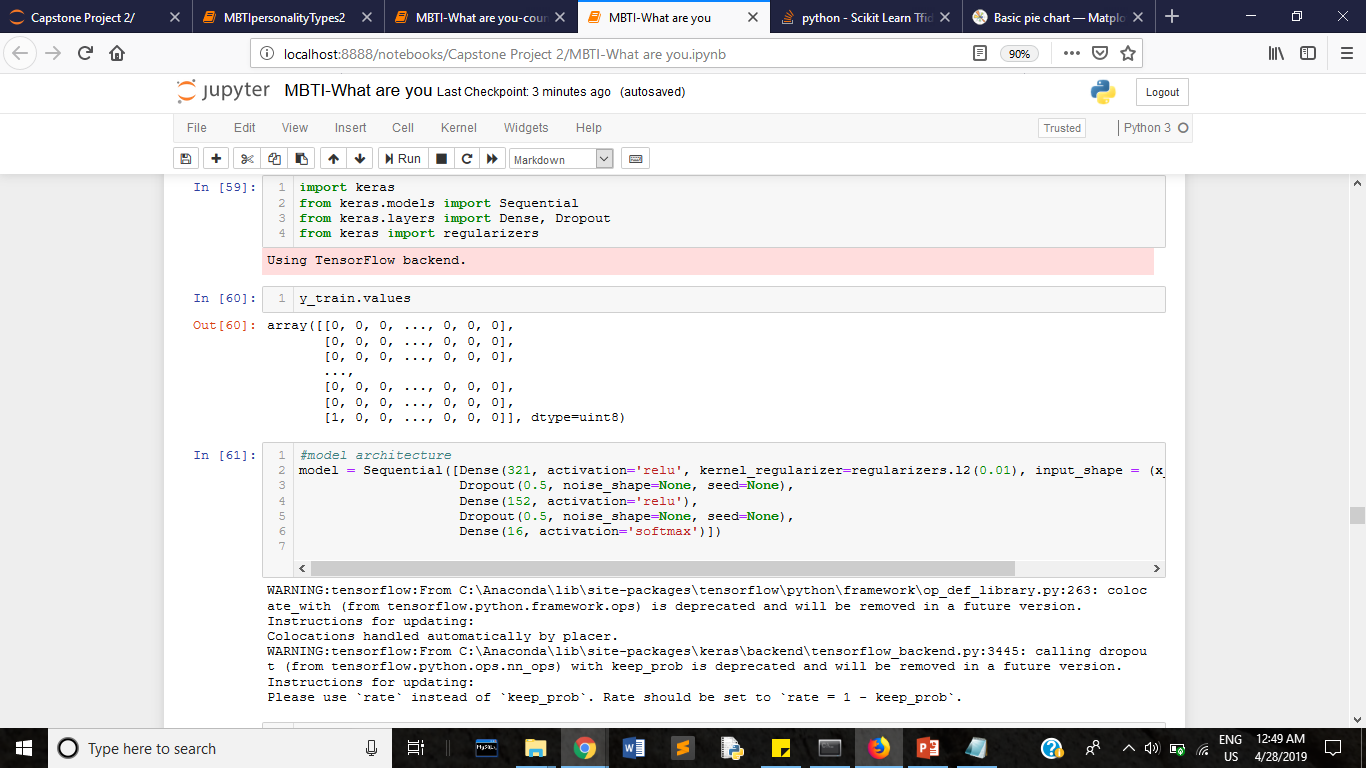 Capstone Project 2/
MBTIpersonalityTypes2
MBTI-What are you-coun
MBTI-What are you
python - Scikit Learn Tfid
Basic pie chart — Matplo
localhost:8888/notebooks/Capstone Project 2/MBTI-What are you.ipynb
90%
jupyter MBTI-What are you Last Checkpoint: 3 minutes ago (autosaved)
Logout
File Edit View Insert Cell Kernel Widgets Help
Trusted
Python 3
Run
Markdown
In [59]:
1 import keras
2 from keras.models import Sequential
3 from keras.layers import Dense, Dropout
4 from keras import regularizers
Using TensorFlow backend.
In [60]:
1 y_train.values
Out[60]: array([[0, 0, 0, ..., 0, 0, 0],
[0, 0, 0, ..., 0, 0, 0],
[0, 0, 0, ..., 0, 0, 0],
...,
[0, 0, 0, ..., 0, 0, 0],
[0, 0, 0, ..., 0, 0, 0],
[1, 0, 0, ..., 0, 0, 0]], dtype=uint8)
In [61]:
1 #model architecture
2 model = Sequential([Dense(321, activation='relu', kernel_regularizer=regularizers.l2(0.01), input_shape = (x_
3 Dropout(0.5, noise_shape=None, seed=None),
4 Dense(152, activation='relu'),
5 Dropout(0.5, noise_shape=None, seed=None),
6 Dense(16, activation='softmax')])
7
WARNING:tensorflow:From C:\Anaconda\lib\site-packages\tensorflow\python\framework\op_def_library.py:263: coloc
ate_with (from tensorflow.python.framework.ops) is deprecated and will be removed in a future version.
Instructions for updating:
Colocations handled automatically by placer.
WARNING:tensorflow:From C:\Anaconda\lib\site-packages\keras\backend\tensorflow_backend.py:3445: calling dropou
t (from tensorflow.python.ops.nn_ops) with keep_prob is deprecated and will be removed in a future version.
Instructions for updating:
Please use `rate` instead of `keep_prob`. Rate should be set to `rate = 1 - keep_prob`.
Type here to search
MySQL
ENG
US
12:49 AM
4/28/2019